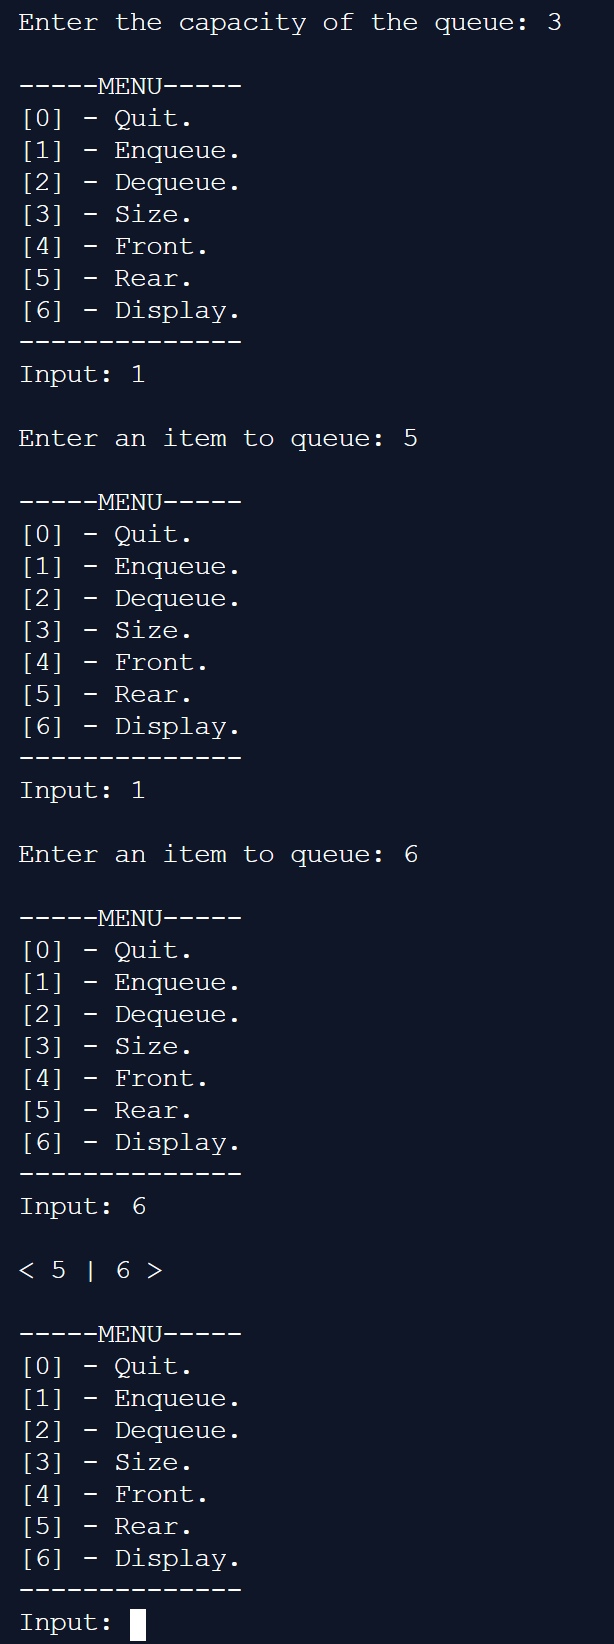 Enter the capacity of the queue: 3
-----MENU-----
[0] - Quit.
[1] - Enqueue.
[2] - Dequeue.
[3] - Size.
[4] - Front.
[5] - Rear.
[6] - Display.
--------------
Input: 1
Enter an item to queue: 5
-----MENU-----
[0] - Quit.
[1] - Enqueue.
[2] - Dequeue.
[3] - Size.
[4] - Front.
[5] - Rear.
[6] - Display.
--------------
Input: 1
Enter an item to queue: 6
-----MENU-----
[0] - Quit.
[1] - Enqueue.
[2] - Dequeue.
[3] - Size.
[4] - Front.
[5] - Rear.
[6] - Display.
--------------
Input: 6
< 5 | 6 >
-----MENU-----
[0] - Quit.
[1] - Enqueue.
[2] - Dequeue.
[3] - Size.
[4] - Front.
[5] - Rear.
[6] - Display.
--------------
Input: